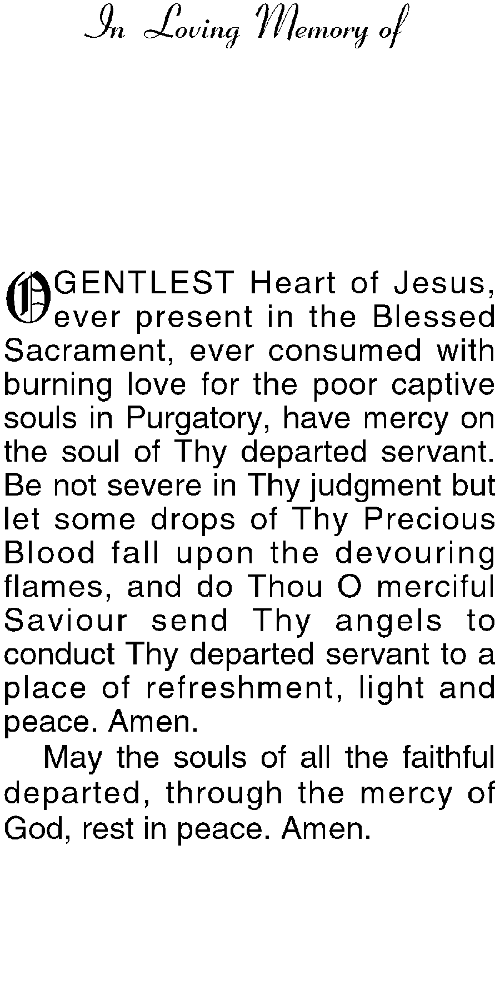 In Loving Memory of
O GENTLEST Heart of Jesus,
ever present in the Blessed
Sacrament, ever consumed with
burning love for the poor captive
souls in Purgatory, have mercy on
the soul of Thy departed servant.
Be not severe in Thy judgment but
let some drops of Thy Precious
Blood fall upon the devouring
flames, and do Thou O merciful
Saviour send Thy angels to
conduct Thy departed servant to a
place of refreshment, light and
peace. Amen.
May the souls of all the faithful
departed, through the mercy of
God, rest in peace. Amen.